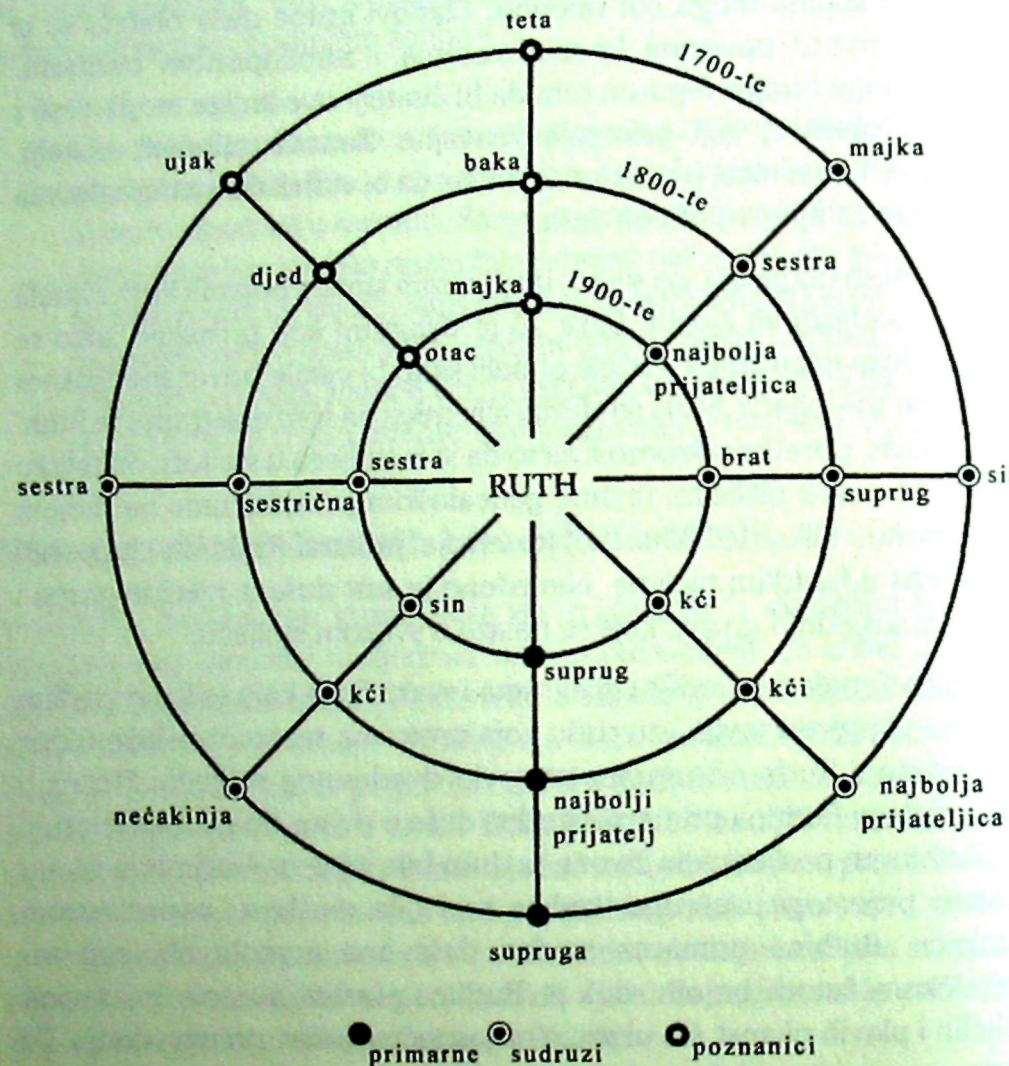 teta
1700-te
ujak
majka
baka
1800-te
djed
sestra
majka
1900-te
otac
najbolja
prijateljica
sestra
sestra
RUTH
brat
sestrična
suprug
sin
kći
suprug
kći
kći
nećakinja
najbolji
prijatelj
najbolja
prijateljica
supruga
primarne sudruzi poznanici